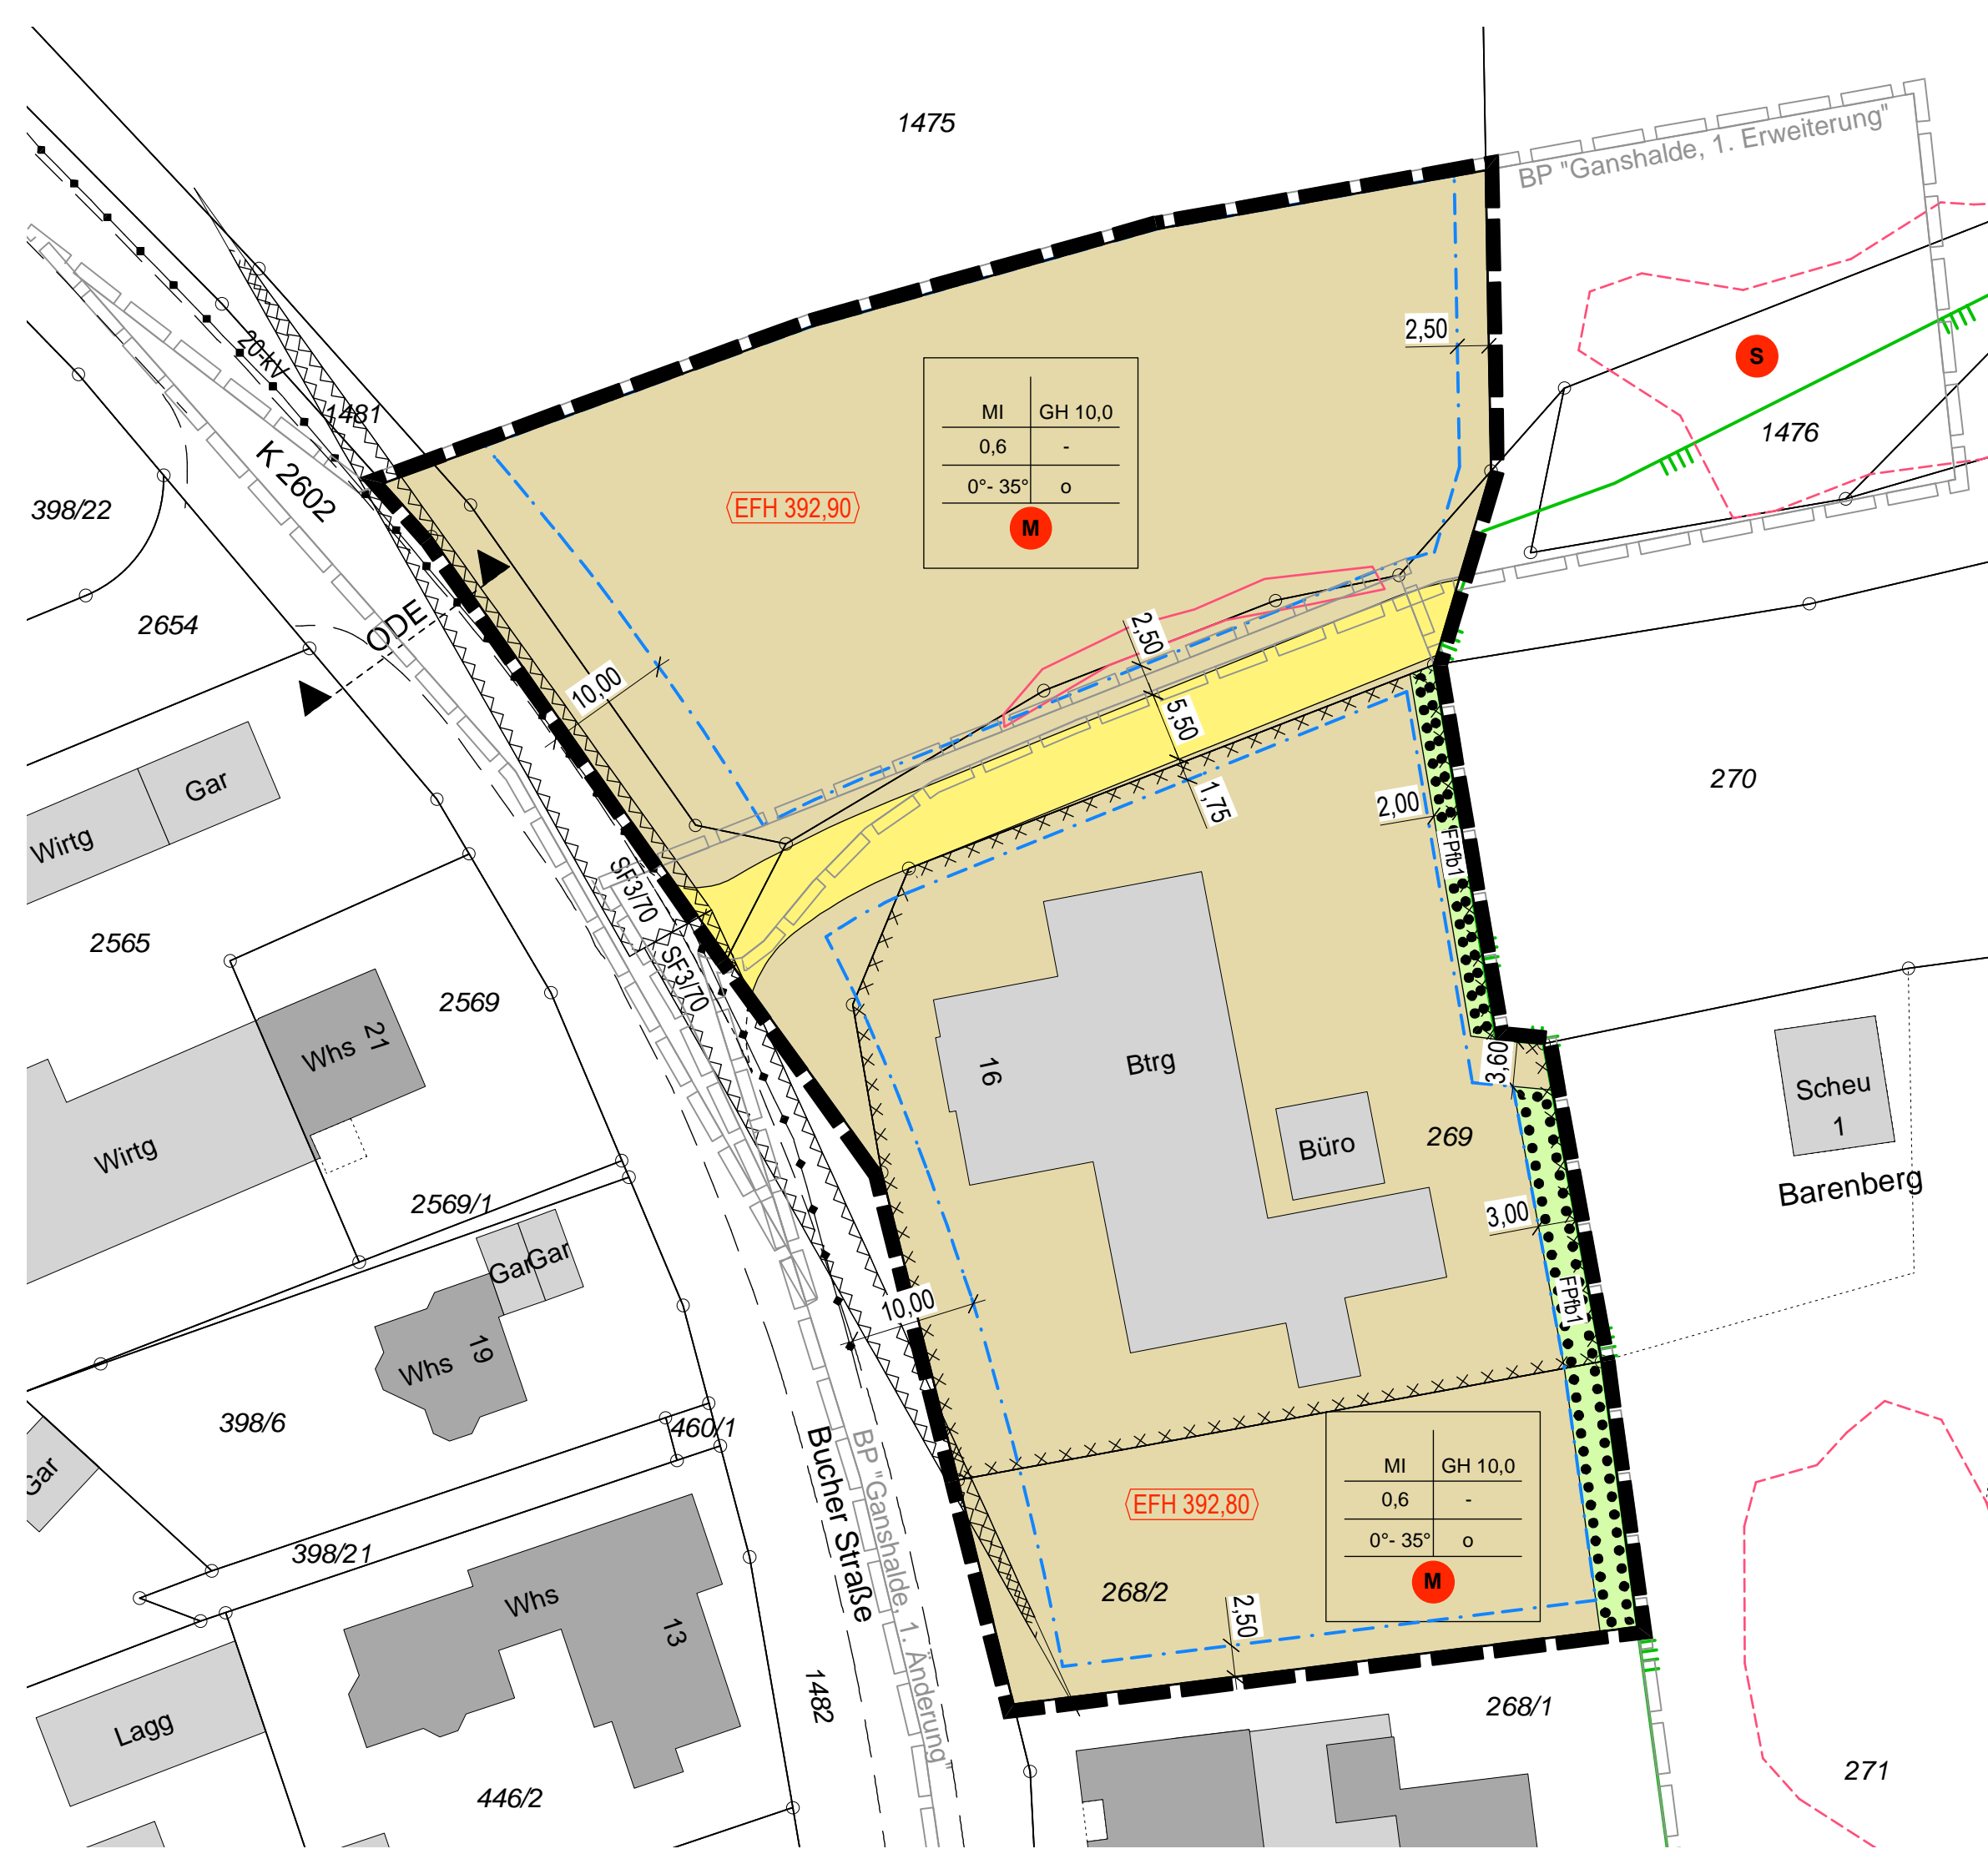 1475
BP "Ganshalde, 1. Erweiterung"
2,50
20-kV
S
1481
MI GH 10,0
0,6 -
0°- 35° o
M
1476
K 2602
398/22
EFH 392,90
ODE
2654
2,50
10,00
5,50
270
Gar
1,75
2,00
Wirtg
FPfb1
SF3/70
2565
SF3/70
2569
21
Whs
16
Btrg
3,60
Scheu
1
Büro
269
Wirtg
Barenberg
2569/1
3,00
Gar
Gar
10,00
FPfb1
19
Whs
398/6
460/1
Gar
Bucher Straße
BP "Ganshalde, 1. Änderung"
MI GH 10,0
0,6 -
0°- 35° o
M
EFH 392,80
398/21
268/2
Whs
13
2,50
1482
268/1
Lagg
446/2
271